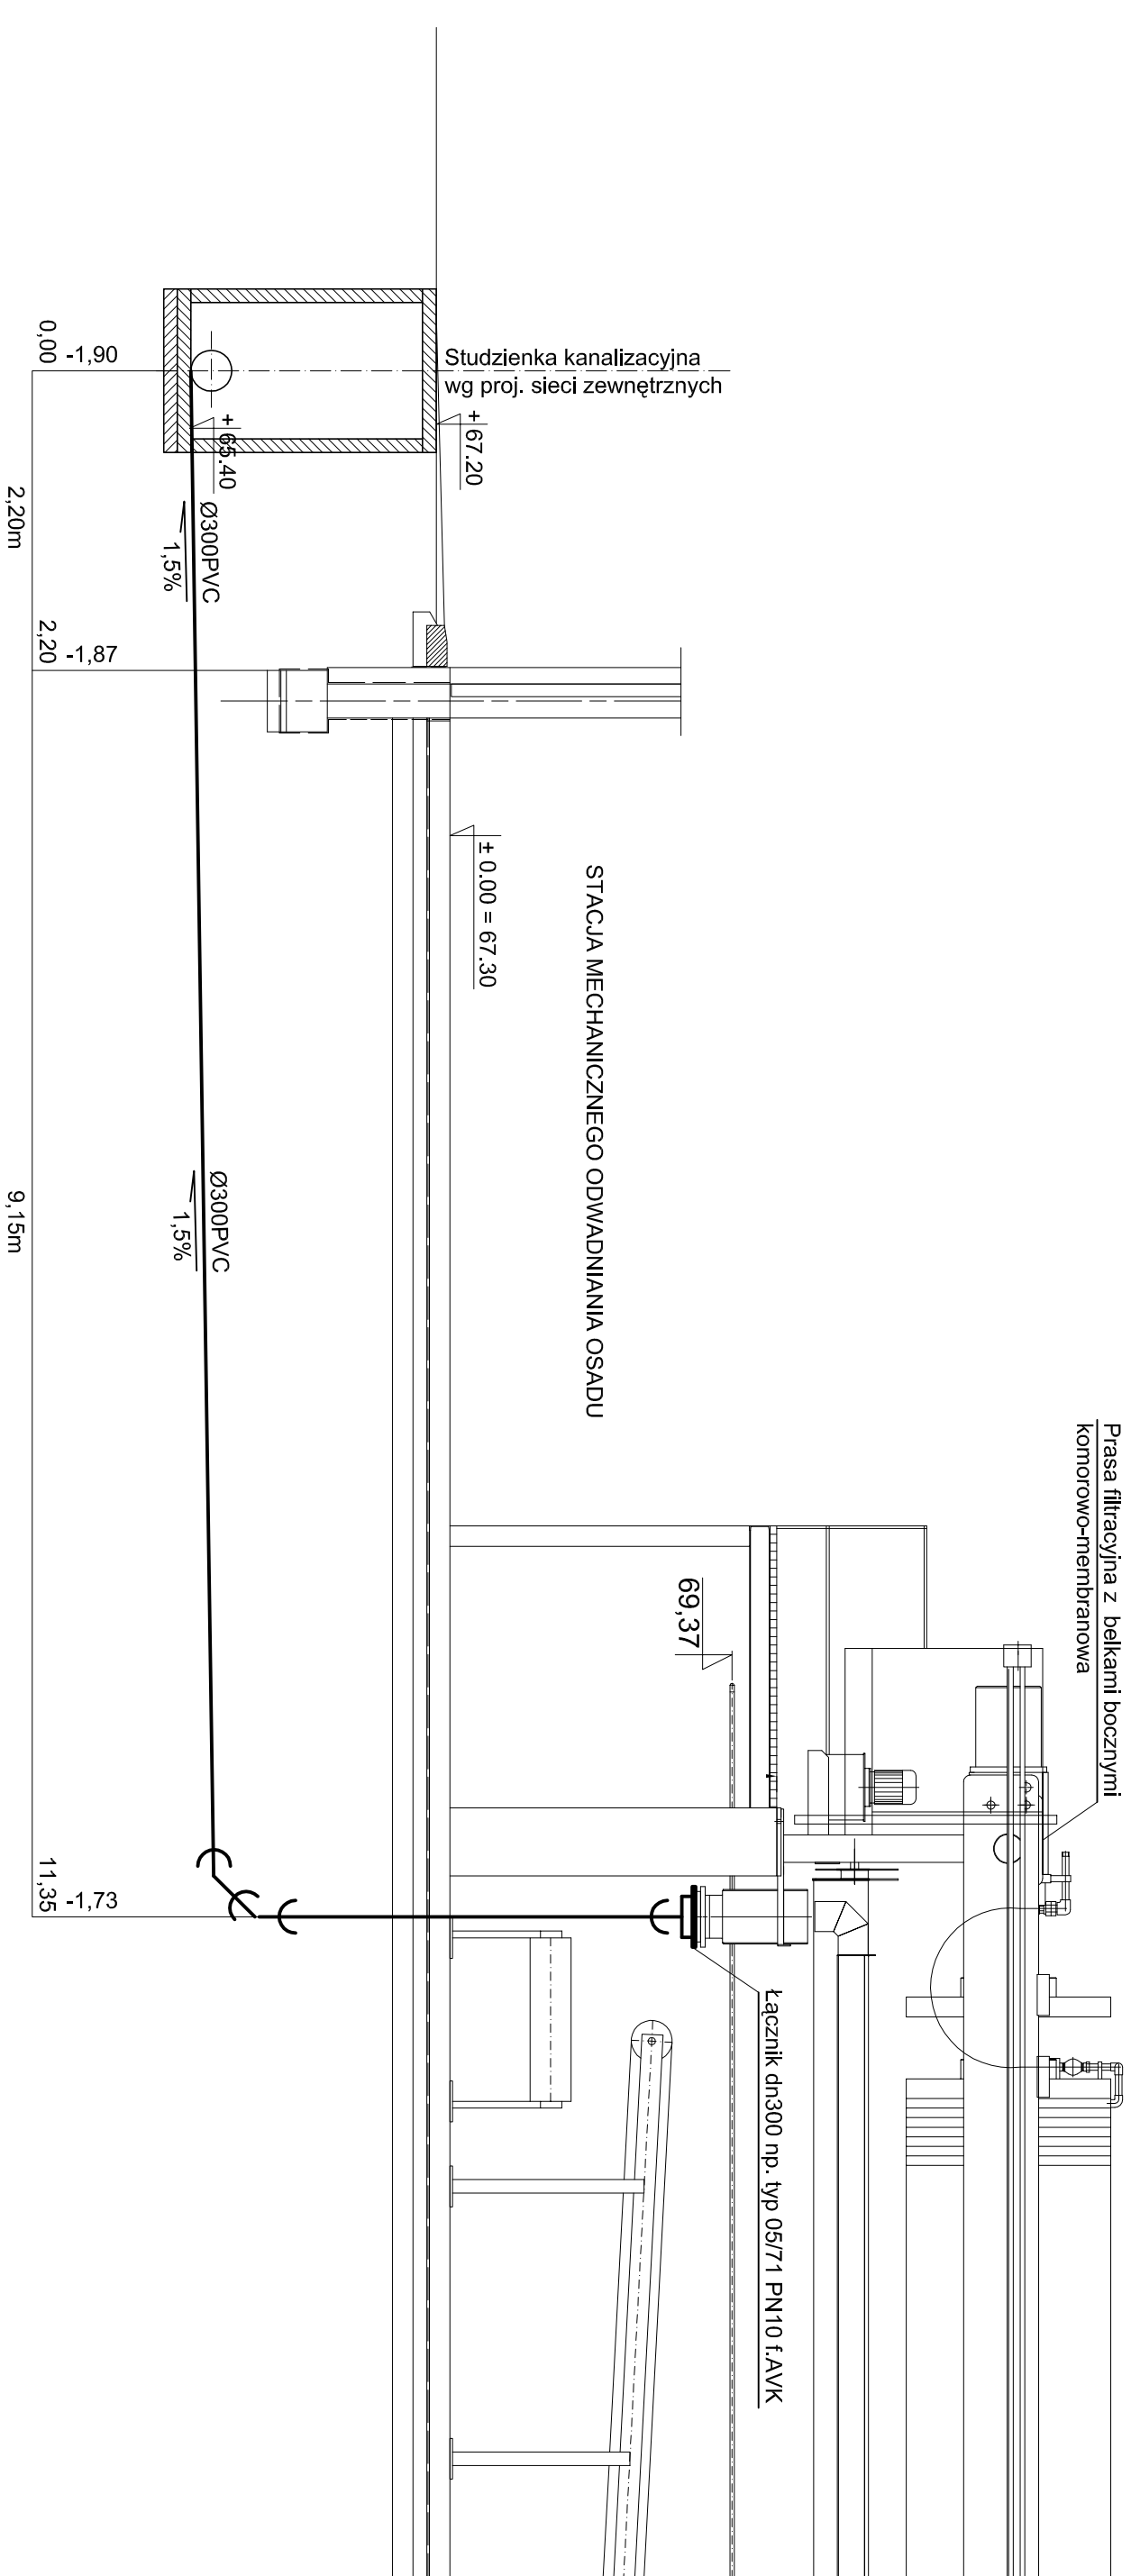 Prasa filtracyjna z belkami bocznymi
komorowo-membranowa
Łącznik dn300 np. typ 05/71 PN10 f.AVK
69,37
STACJA MECHANICZNEGO ODWADNIANIA OSADU
± 0.00 = 67.30
Studzienka kanalizacyjna
wg proj. sieci zewnętrznych
+67.20
+ 65.40
Ø300PVC
1,5%
Ø300PVC
1,5%
-1,90
0,00
-1,87
2,20
-1,73
11,35
2,20m
9,15m